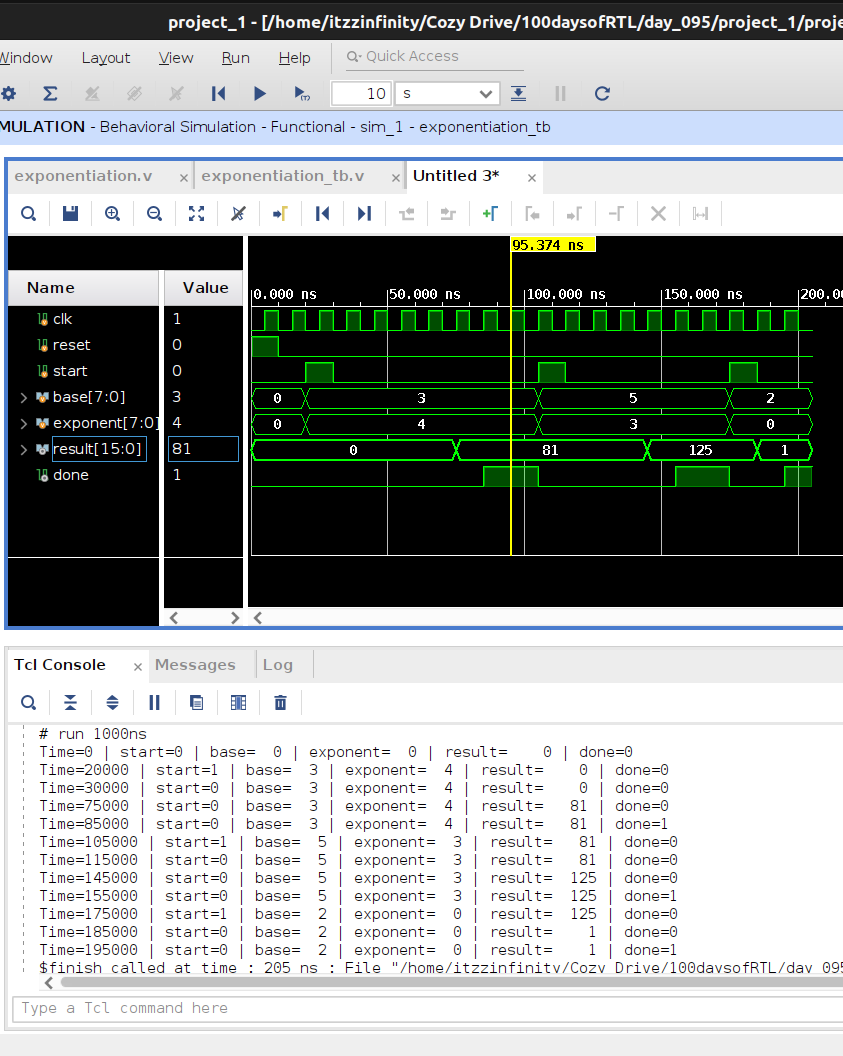 project_1 - [/home/itzzinfinity/Cozy Drive/100daysofRTL/day_095/project_1/proje
Window Layout View Run Help Quick Access
10 s
MULATION - Behavioral Simulation - Functional - sim_1 - exponentiation_tb
exponentiation.v × exponentiation_tb.v × Untitled 3* ×
95.374 ns
Name Value
0.000 ns 50.000 ns 100.000 ns 150.000 ns 200.0
clk 1
reset 0
start 0
base[7:0] 3 0 3 5 2
exponent[7:0] 4 0 4 3 0
result[15:0] 81 0 81 125 1
done 1
Tcl Console × Messages Log
# run 1000ns
Time=0 | start=0 | base=  0 | exponent=  0 | result=    0 | done=0
Time=20000 | start=1 | base=  3 | exponent=  4 | result=    0 | done=0
Time=30000 | start=0 | base=  3 | exponent=  4 | result=    0 | done=0
Time=75000 | start=0 | base=  3 | exponent=  4 | result=   81 | done=0
Time=85000 | start=0 | base=  3 | exponent=  4 | result=   81 | done=1
Time=105000 | start=1 | base=  5 | exponent=  3 | result=   81 | done=0
Time=115000 | start=0 | base=  5 | exponent=  3 | result=   81 | done=0
Time=145000 | start=0 | base=  5 | exponent=  3 | result=  125 | done=0
Time=155000 | start=0 | base=  5 | exponent=  3 | result=  125 | done=1
Time=175000 | start=1 | base=  2 | exponent=  0 | result=  125 | done=0
Time=185000 | start=0 | base=  2 | exponent=  0 | result=    1 | done=0
Time=195000 | start=0 | base=  2 | exponent=  0 | result=    1 | done=1
$finish called at time : 205 ns : File "/home/itzzinfinity/Cozy Drive/100daysofRTL/day 095
Type a Tcl command here